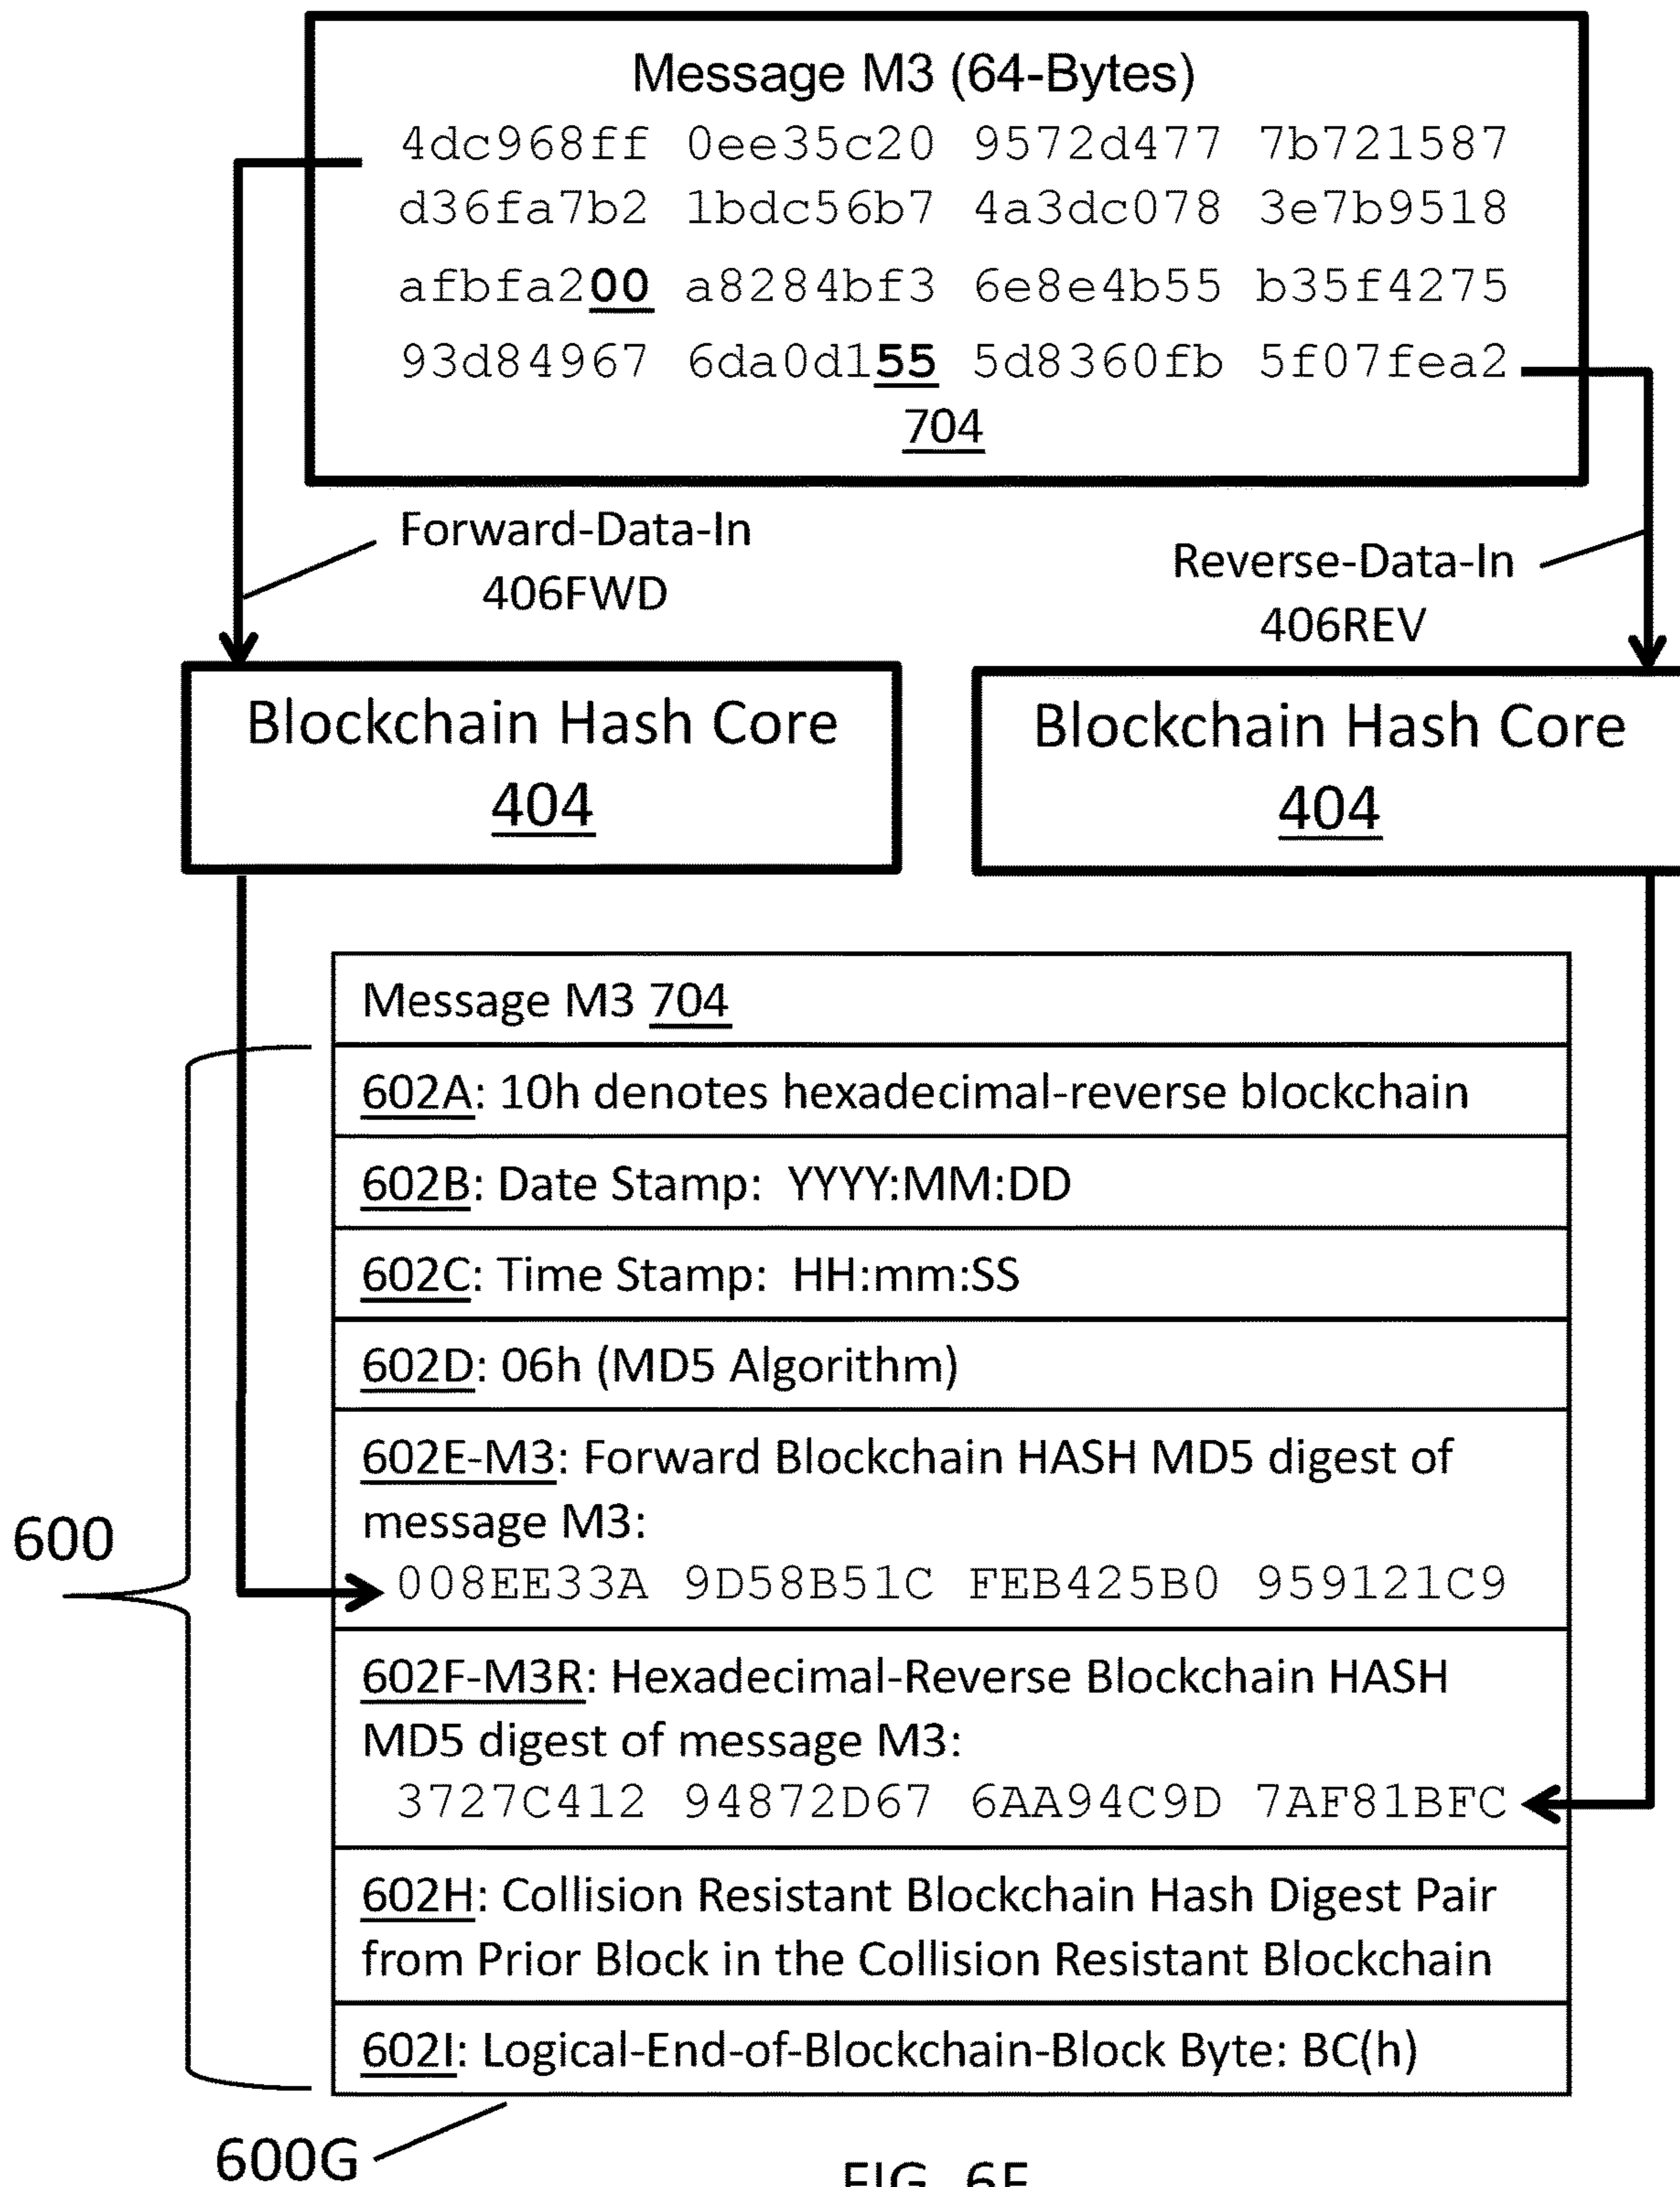 Message M3 (64-Bytes)
4dc968ff 0ee35c20 9572d477 7b721587
d36fa7b2 1bdc56b7 4a3dc078 3e7b9518
afbfa200 a8284bf3 6e8e4b55 b35f4275
93d84967 6da0d155 5d8360fb 5f07fea2
704
Forward-Data-In
406FWD
Reverse-Data-In
406REV
Blockchain Hash Core
404
Blockchain Hash Core
404
Message M3 704
602A: 10h denotes hexadecimal-reverse blockchain
602B: Date Stamp: YYYY:MM:DD
602C: Time Stamp: HH:mm:SS
602D: 06h (MD5 Algorithm)
602E-M3: Forward Blockchain HASH MD5 digest of
message M3:
008EE33A 9D58B51C FEB425B0 959121C9
600
602F-M3R: Hexadecimal-Reverse Blockchain HASH
MD5 digest of message M3:
3727C412 94872D67 6AA94C9D 7AF81BFC
602H: Collision Resistant Blockchain Hash Digest Pair
from Prior Block in the Collision Resistant Blockchain
602I: Logical-End-of-Blockchain-Block Byte: BC(h)
600G